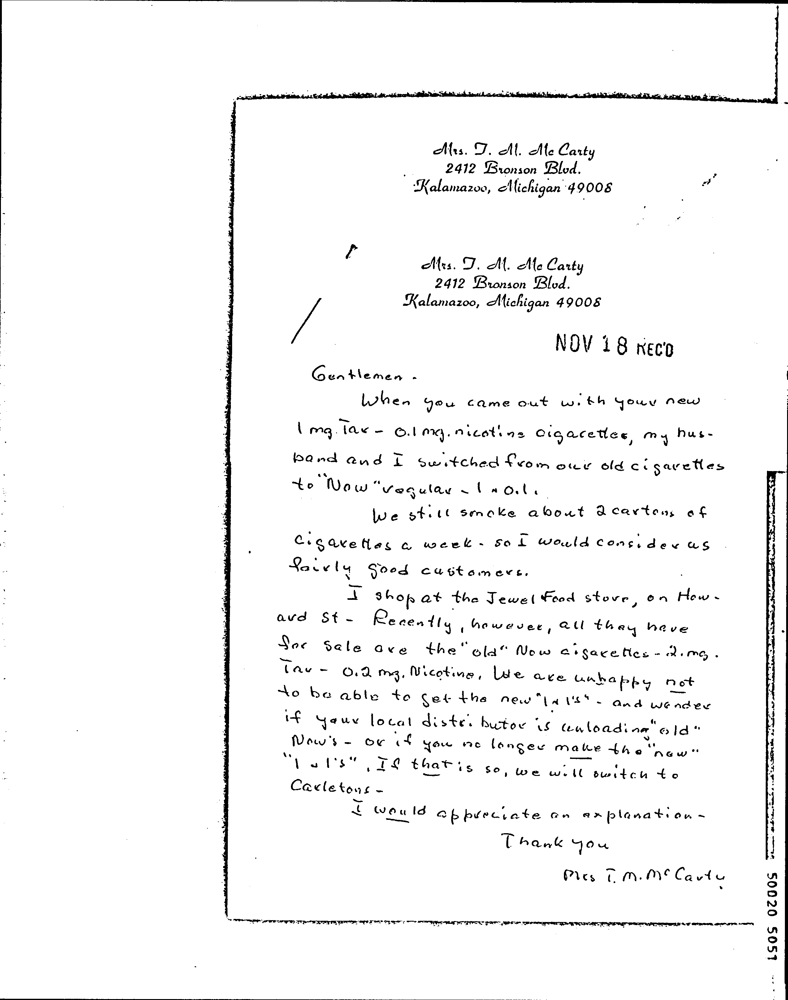 Mrs. T. M. Mc Carty
2412 Bronson Blvd.
Kalamazoo, Michigan 49008
Mrs. T. M. Mc Carty
2412 Bronson Blvd.
Kalamazoo, Michigan 49008
NOV 18 REC'D
Gentlemen -
When you came out with your new
1 mg. Tar - 0.1 mg. nicotine cigarettes, my hus-
band and I switched from our old cigarettes
to "Now" regular - 1 & 0.1.
We still smoke about 2 cartons of
cigarettes a week - so I would consider us
fairly good customers.
I shop at the Jewel Food store, on How-
ard St - Recently, however, all they have
for sale are the "old" Now cigarettes - 2. mg.
Tar - 0.2 mg. Nicotine. We are unhappy not
to be able to get the new "1 & 1's" - and wonder
if your local distributor is unloading "old"
Now's - or if you no longer make the "new"
"1 & 1's". If that is so, we will switch to
Carletons -
I would appreciate an explanation -
Thank you
Mrs T. M. McCarty
50020 5051